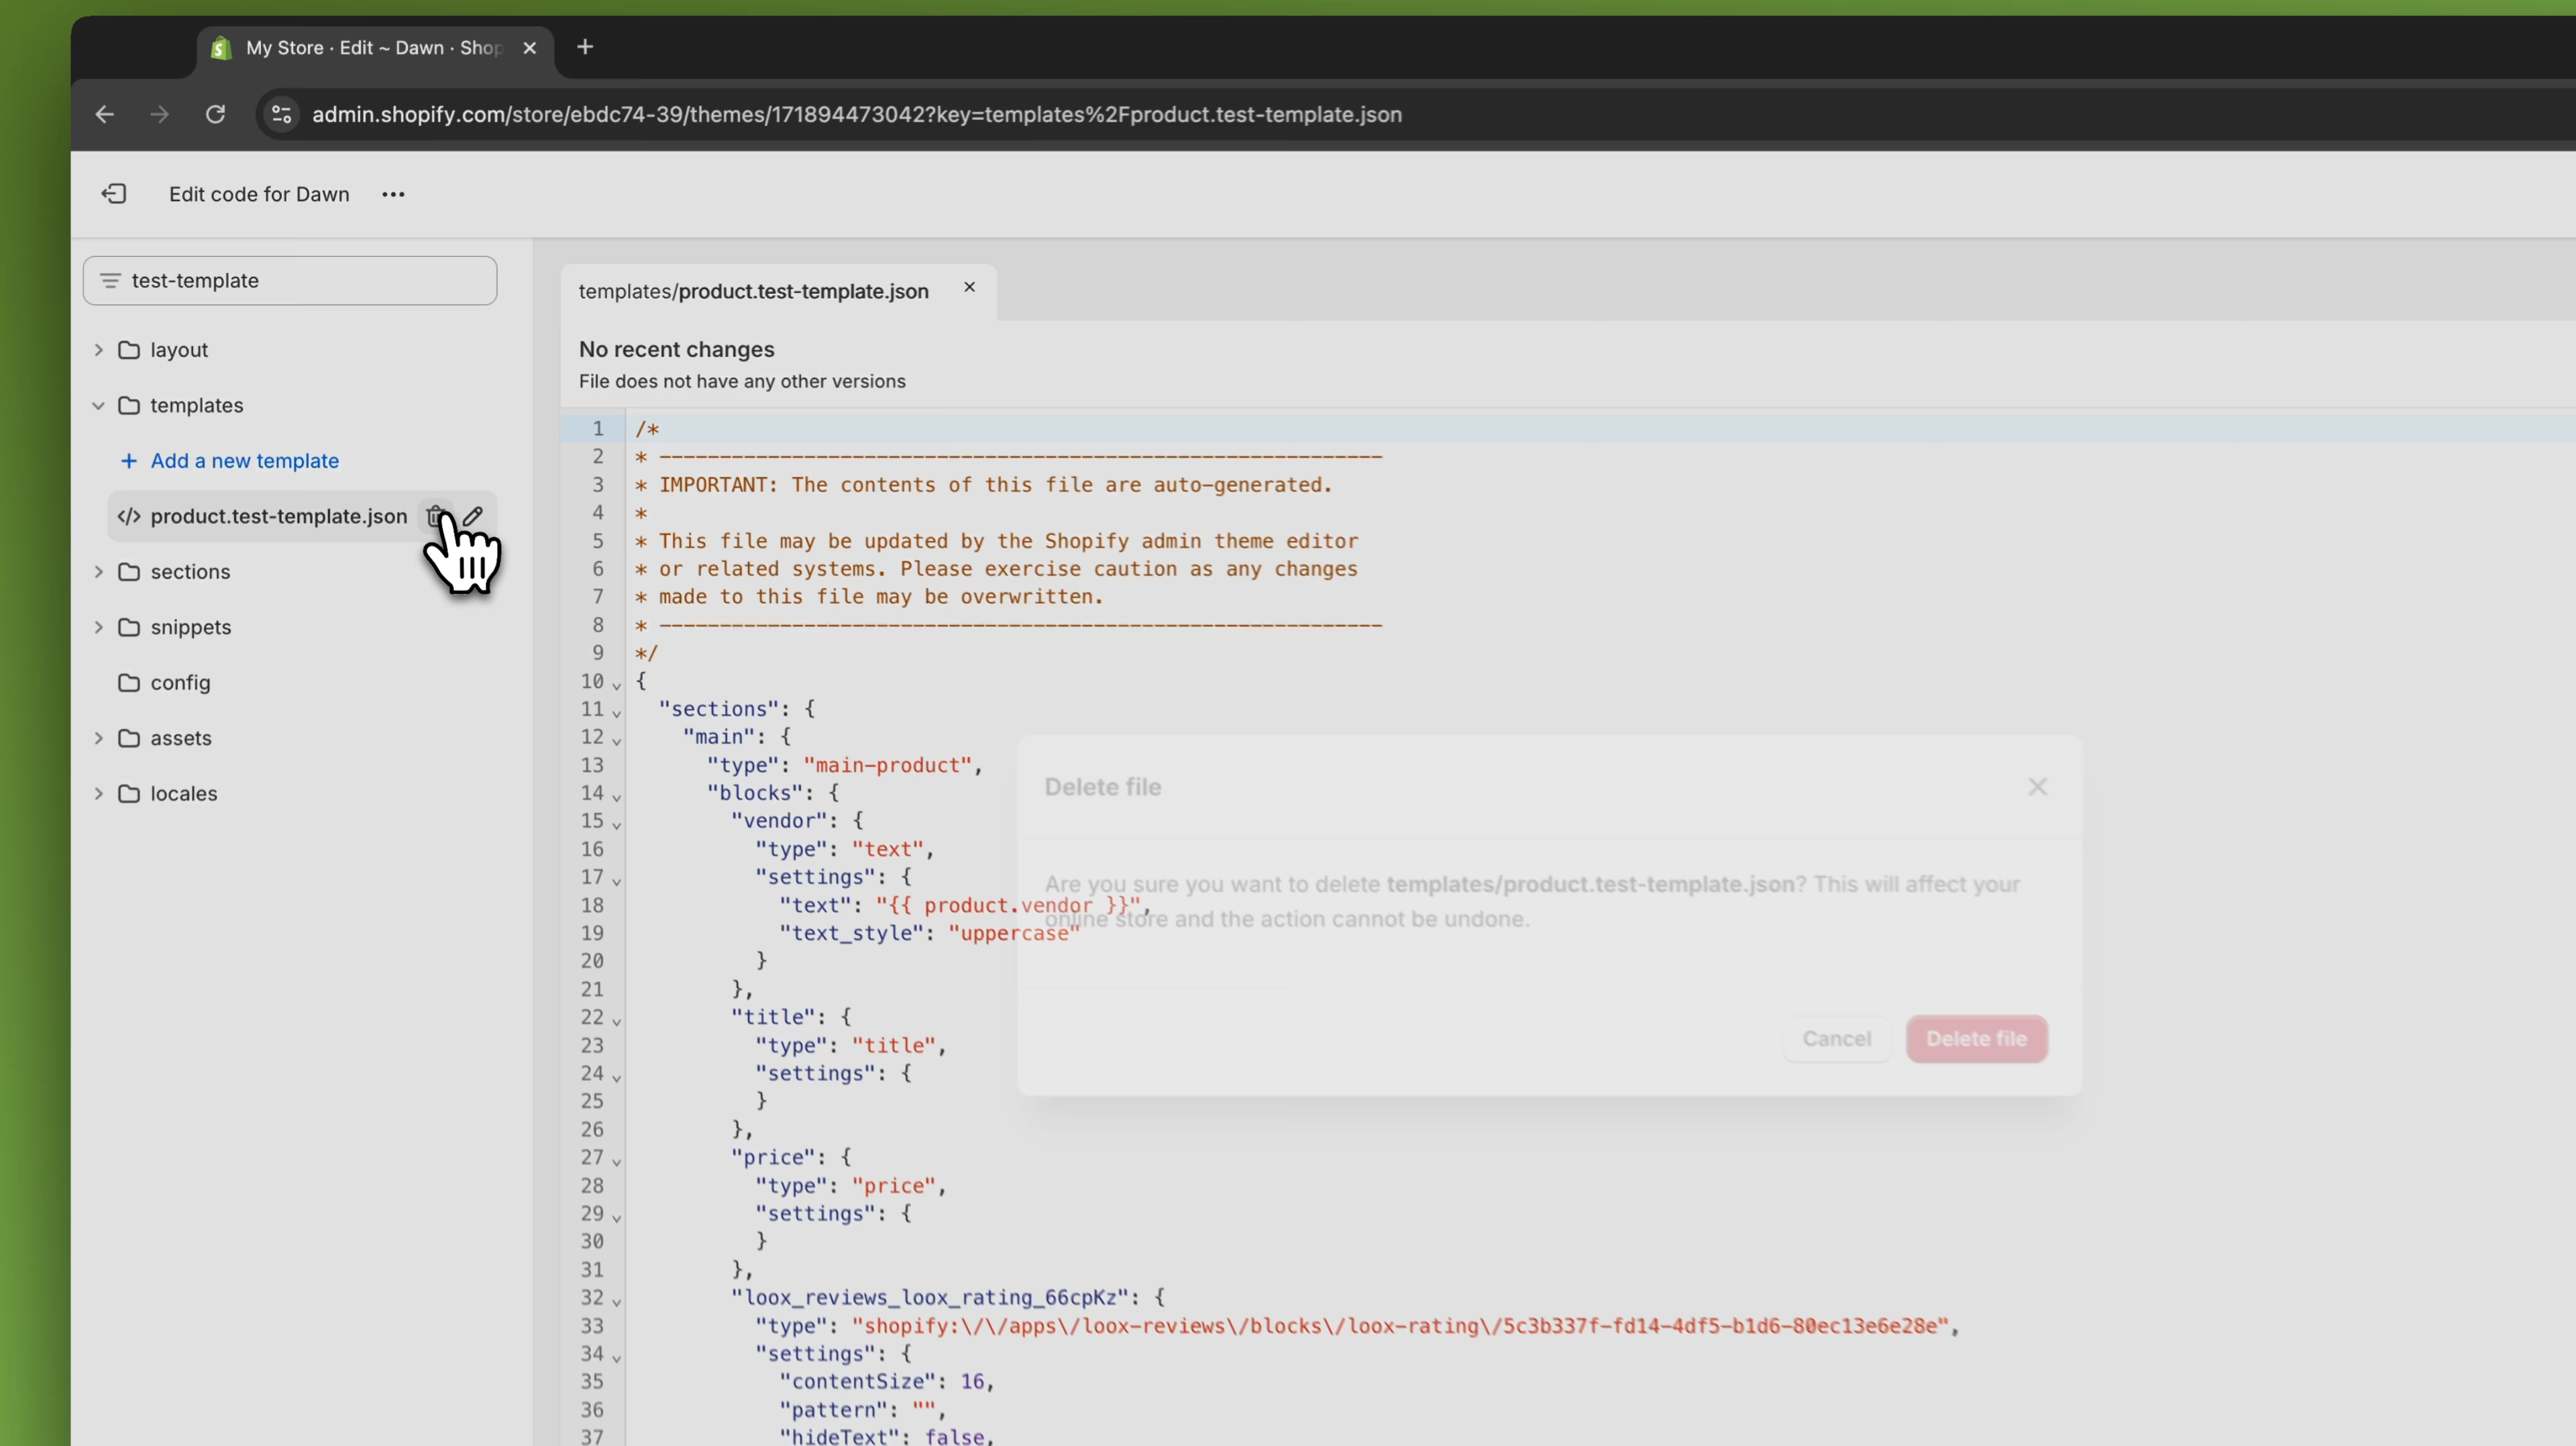 My Store · Edit ~ Dawn · Shop
admin.shopify.com/store/ebdc74-39/themes/171894473042?key=templates%2Fproduct.test-template.json
Edit code for Dawn
test-template
layout
templates
Add a new template
product.test-template.json
sections
snippets
config
assets
locales
templates/product.test-template.json
No recent changes
File does not have any other versions
1 /*
2 * ------------------------------------------------------------
3 * IMPORTANT: The contents of this file are auto-generated.
4 *
5 * This file may be updated by the Shopify admin theme editor
6 * or related systems. Please exercise caution as any changes
7 * made to this file may be overwritten.
8 * ------------------------------------------------------------
9 */
10 {
11 "sections": {
12 "main": {
13 "type": "main-product",
14 "blocks": {
15 "vendor": {
16 "type": "text",
17 "settings": {
18 "text": "{{ product.vendor }}",
19 "text_style": "uppercase"
20 }
21 },
22 "title": {
23 "type": "title",
24 "settings": {
25 }
26 },
27 "price": {
28 "type": "price",
29 "settings": {
30 }
31 },
32 "loox_reviews_loox_rating_66cpKz": {
33 "type": "shopify:\/\/apps\/loox-reviews\/blocks\/loox-rating\/5c3b337f-fd14-4df5-b1d6-80ec13e6e28e",
34 "settings": {
35 "contentSize": 16,
36 "pattern": "",
37 "hideText": false,
Delete file
Are you sure you want to delete templates/product.test-template.json? This will affect your
online store and the action cannot be undone.
Cancel
Delete file